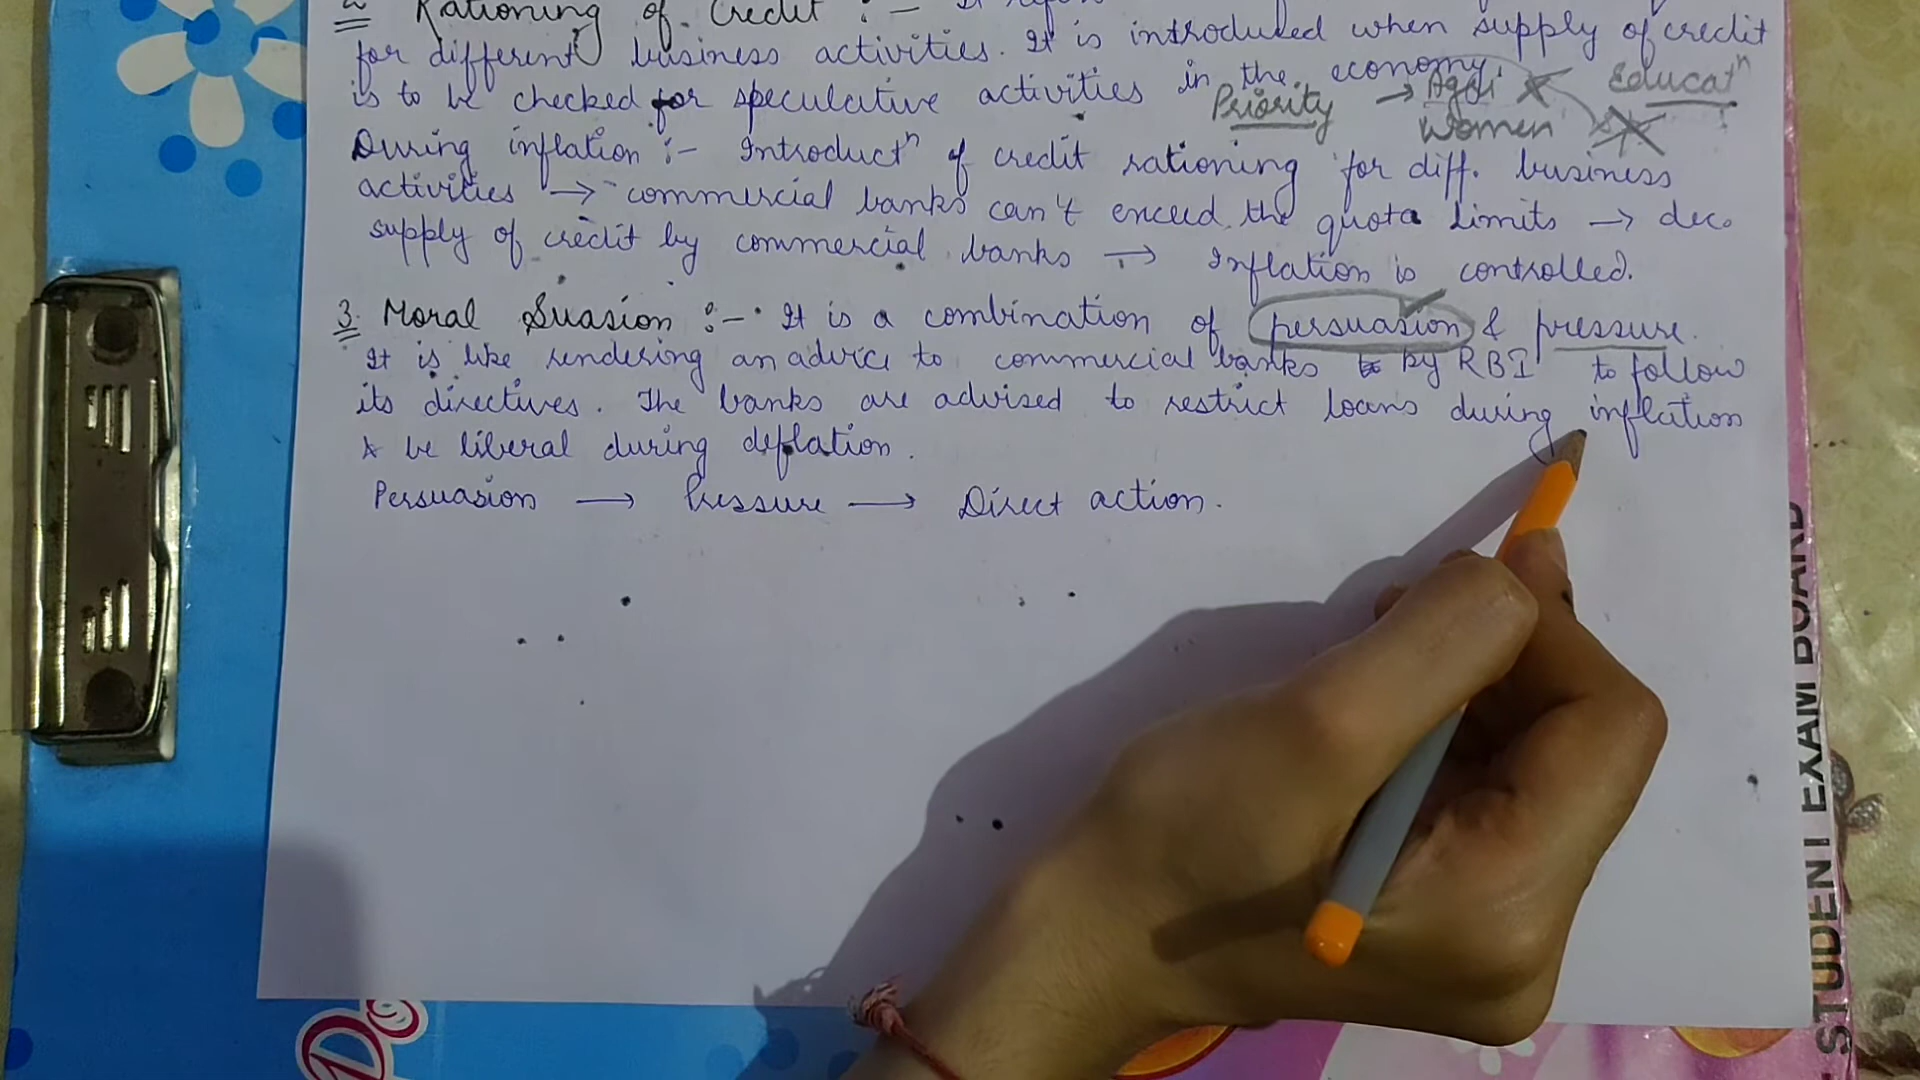 2. Rationing of Credit :- It refers
for different business activities. It is introduced when supply of credit
is to be checked for speculative activities in the economy.
Priority → Agri Educatⁿ
Women
During inflation :- Introductⁿ of credit rationing for diff. business
activities → commercial banks can't enceed the quota limits → dec.
supply of credit by commercial banks → Inflation is controlled.
3. Moral Suasion :- It is a combination of persuasion & pressure.
It is like rendering an advice to commercial banks by RBI to follow
its directives. The banks are advised to restrict loans during inflation
& be liberal during deflation.
Persuasion → Pressure → Direct action.
STUDENT EXAM BOARD
Do